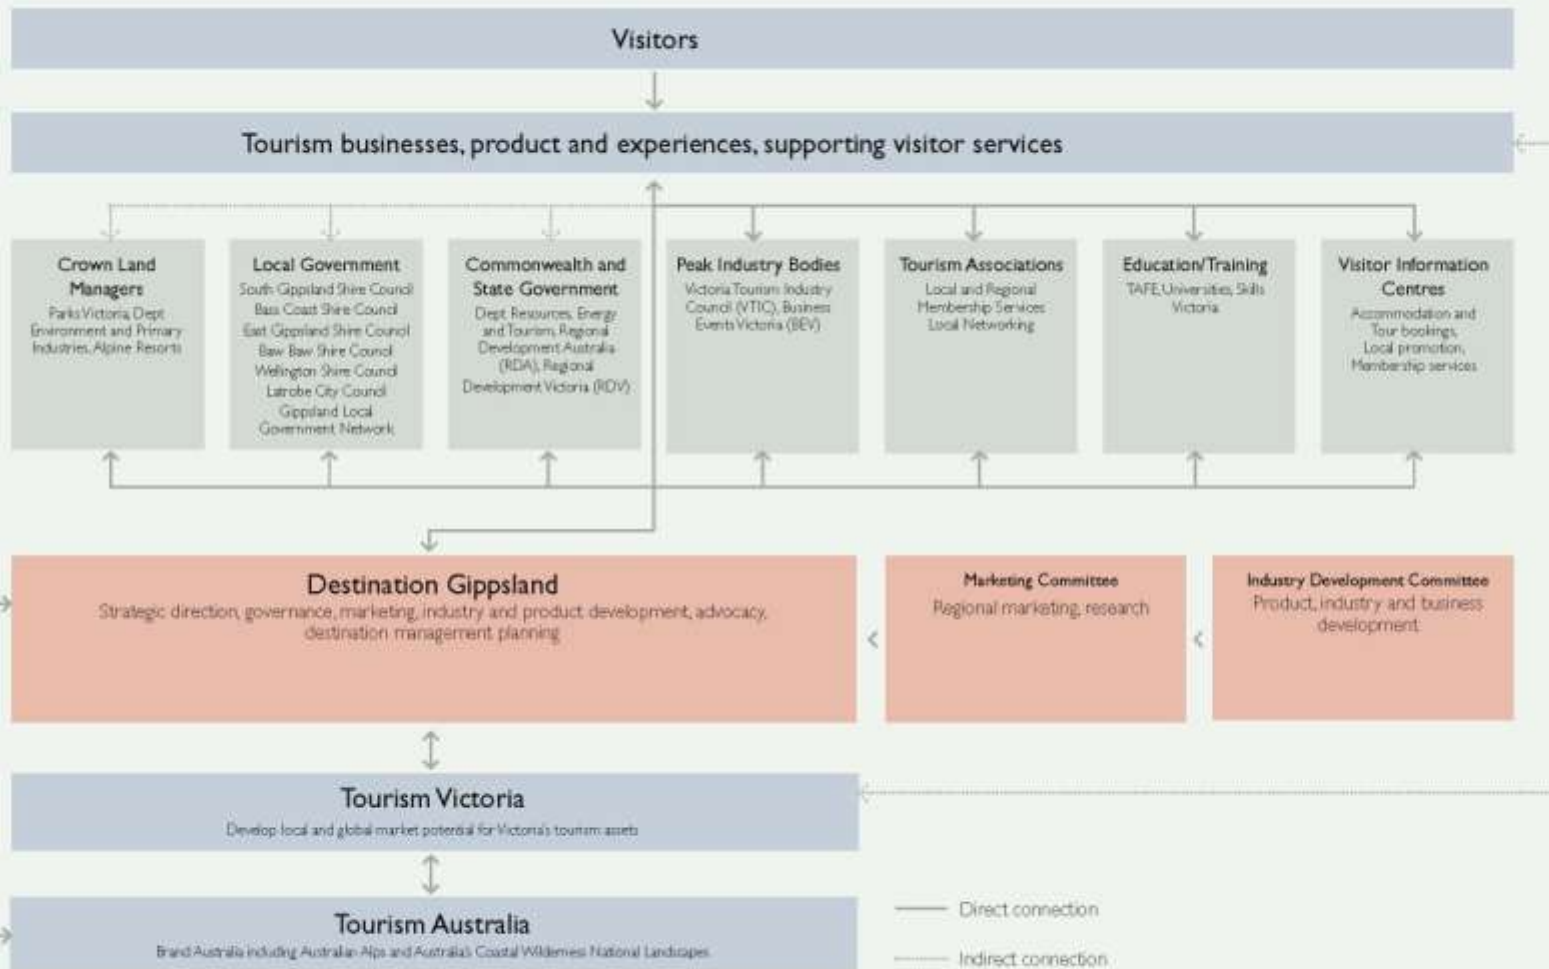 Visitors
Tourism businesses, product and experiences, supporting visitor services
Crown Land
Managers
Parks Victoria, Dept
Environment and Primary
Industries, Alpine Resorts
Local Government
South Gippsland Shire Council
Bass Coast Shire Council
East Gippsland Shire Council
Baw Baw Shire Council
Wellington Shire Council
Latrobe City Council
Gippsland Local
Government Network
Commonwealth and
State Government
Dept Resources, Energy
and Tourism, Regional
Development Australia
(RDA), Regional
Development Victoria (RDV)
Peak Industry Bodies
Victoria Tourism Industry
Council (VTIC), Business
Events Victoria (BEV)
Tourism Associations
Local and Regional
Membership Services
Local Networking
Education/Training
TAFE, Universities, Skills
Victoria
Visitor Information
Centres
Accommodation and
Tour bookings,
Local promotion,
Membership services
Destination Gippsland
Strategic direction, governance, marketing, industry and product development, advocacy,
destination management planning
Marketing Committee
Regional marketing, research
Industry Development Committee
Product, industry and business
development
Tourism Victoria
Develop local and global market potential for Victoria's tourism assets
Tourism Australia
Brand Australia including Australian Alps and Australia's Coastal Wilderness National Landscapes
Direct connection
Indirect connection